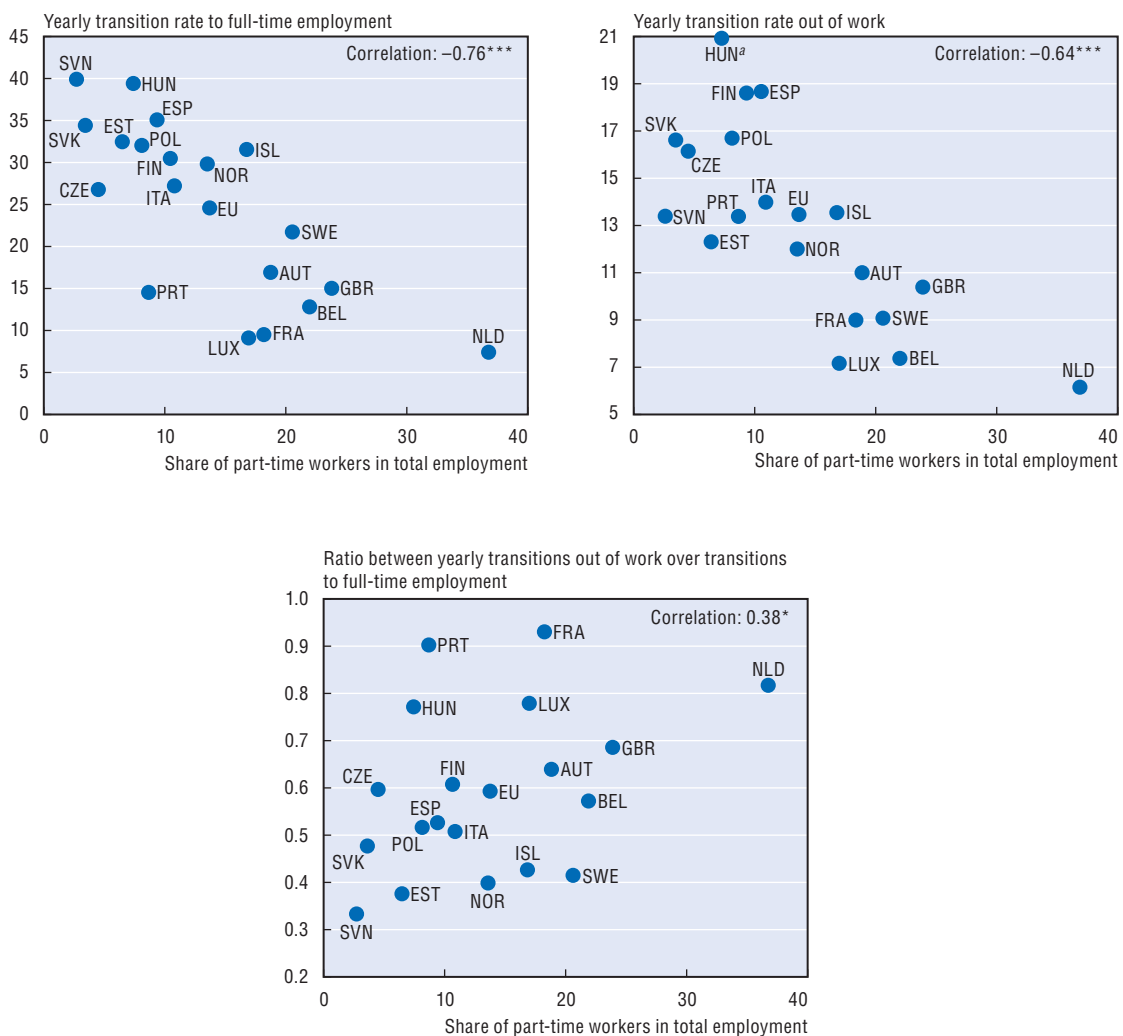 Yearly transition rate to full-time employment
45
40
35
30
25
20
15
10
5
0
Correlation: –0.76***
SVN
HUN
ESP
SVK
EST
POL
ISL
FIN
NOR
CZE
ITA
EU
SWE
AUT
PRT
GBR
BEL
LUX
FRA
NLD
0
10
20
30
40
Share of part-time workers in total employment
Yearly transition rate out of work
21
19
17
15
13
11
9
7
5
Correlation: –0.64***
HUNa
FIN
ESP
SVK
POL
CZE
ITA
PRT
EU
ISL
SVN
EST
NOR
AUT
GBR
FRA
SWE
LUX
BEL
NLD
0
10
20
30
40
Share of part-time workers in total employment
Ratio between yearly transitions out of work over transitions
to full-time employment
1.0
0.9
0.8
0.7
0.6
0.5
0.4
0.3
0.2
Correlation: 0.38*
PRT
FRA
NLD
HUN
LUX
GBR
CZE
FIN
AUT
EU
BEL
ESP
POL
ITA
SVK
ISL
SWE
EST
NOR
SVN
0
10
20
30
40
Share of part-time workers in total employment